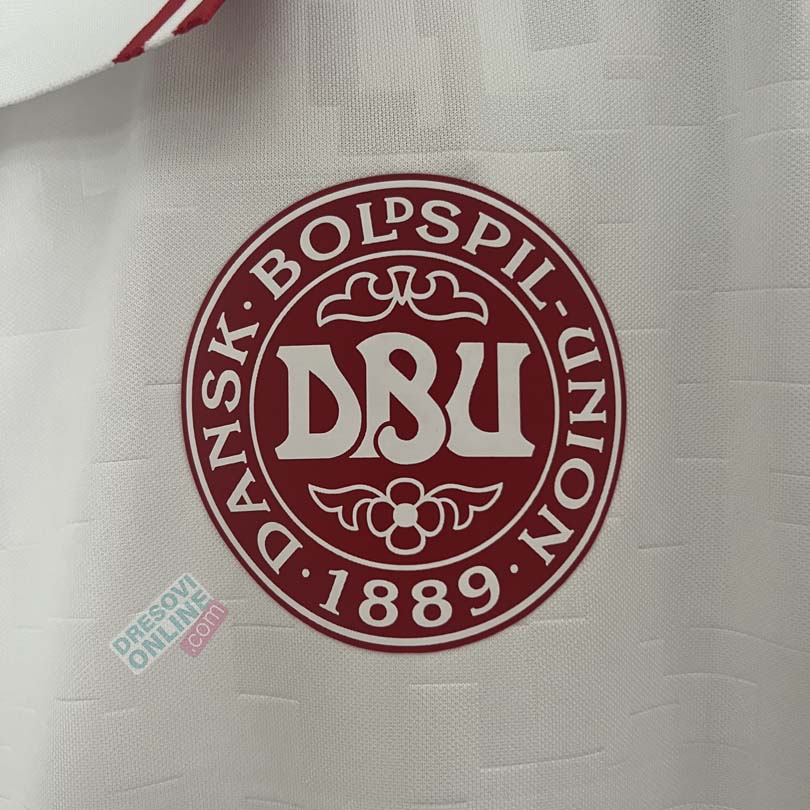 DANSK · BOLDSPIL-UNION
· 1889 ·
DBU
DRESOVI
ONLINE
.com